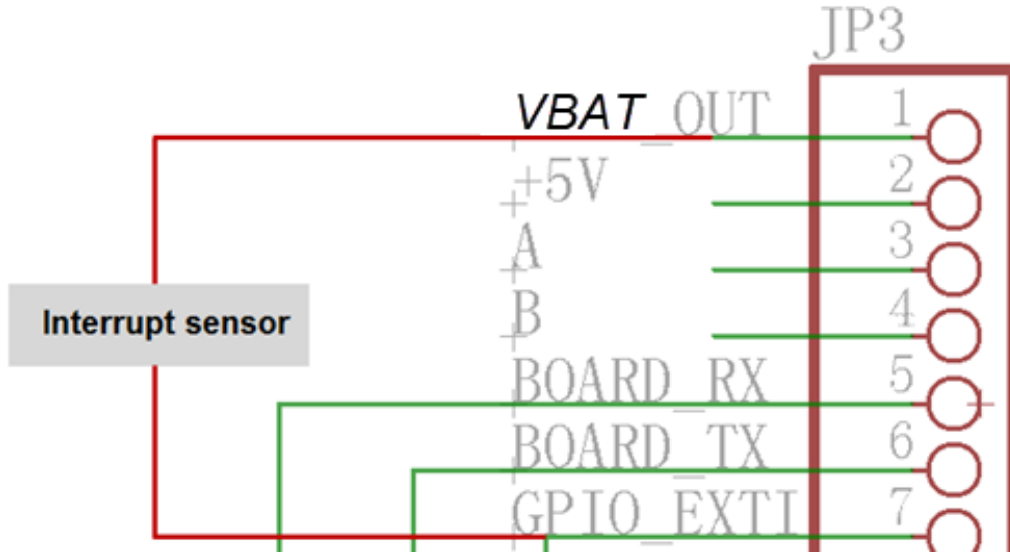 JP3
VBAT_OUT 1
+5V 2
A 3
Interrupt sensor
B 4
BOARD_RX 5
BOARD_TX 6
GPIO_EXTI 7